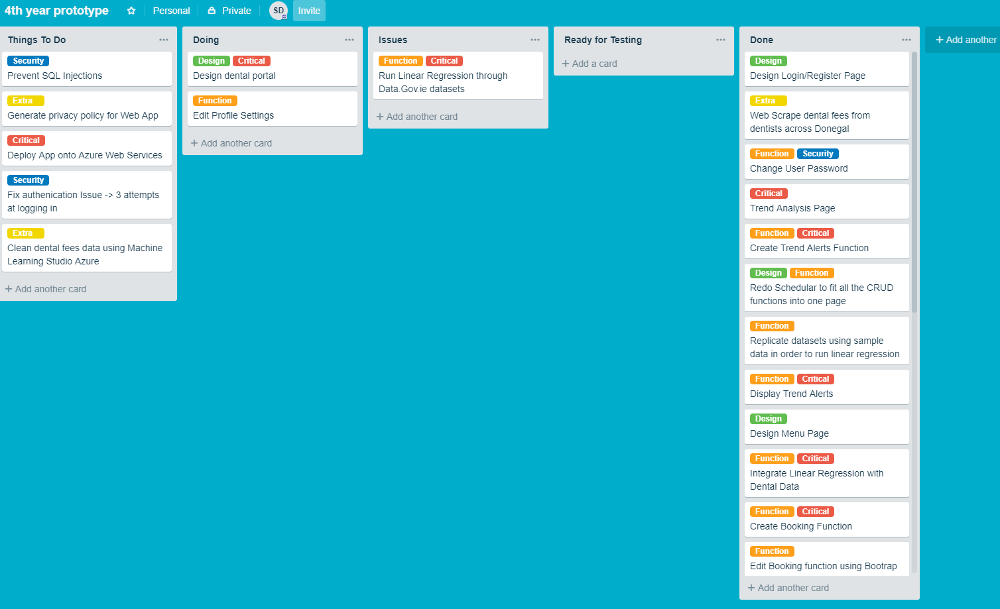 4th year prototype
Personal
Private
SD
Invite
Things To Do
Security
Prevent SQL Injections
Extra
Generate privacy policy for Web App
Critical
Deploy App onto Azure Web Services
Security
Fix authenication Issue -> 3 attempts
at logging in
Extra
Clean dental fees data using Machine
Learning Studio Azure
+ Add another card
Doing
Design Critical
Design dental portal
Function
Edit Profile Settings
+ Add another card
Issues
Function Critical
Run Linear Regression through
Data.Gov.ie datasets
+ Add another card
Ready for Testing
+ Add a card
Done
Design
Design Login/Register Page
Extra
Web Scrape dental fees from
dentists across Donegal
Function Security
Change User Password
Critical
Trend Analysis Page
Function Critical
Create Trend Alerts Function
Design Function
Redo Schedular to fit all the CRUD
functions into one page
Function
Replicate datasets using sample
data in order to run linear regression
Function Critical
Display Trend Alerts
Design
Design Menu Page
Function Critical
Integrate Linear Regression with
Dental Data
Function Critical
Create Booking Function
Function
Edit Booking function using Bootrap
+ Add another card
+ Add another